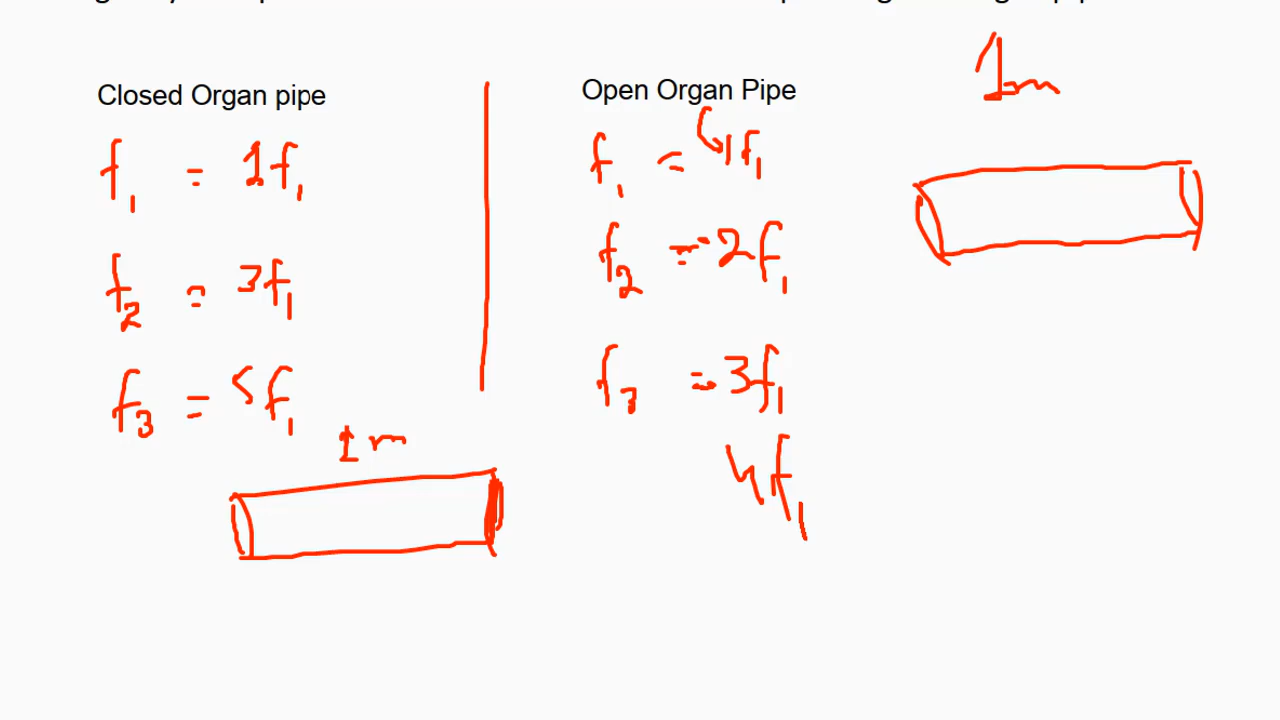 Closed Organ pipe
f1 = 1f1
f2 = 3f1
f3 = 5f1
1m
Open Organ Pipe
f1 = 1f1
f2 = 2f1
f3 = 3f1
4f1
1m